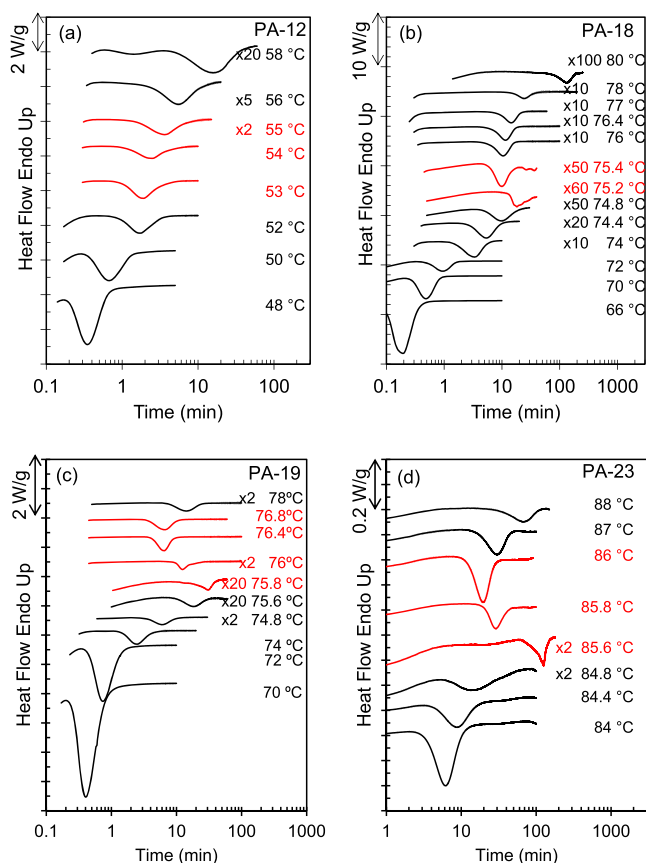 (a) PA-12
2 W/g
Heat Flow Endo Up
x20 58 °C
x5 56 °C
x2 55 °C
54 °C
53 °C
52 °C
50 °C
48 °C
0.1 1 10 100
Time (min)
(b) PA-18
10 W/g
Heat Flow Endo Up
x100 80 °C
x10 78 °C
x10 77 °C
x10 76.4 °C
x10 76 °C
x50 75.4 °C
x60 75.2 °C
x50 74.8 °C
x20 74.4 °C
x10 74 °C
72 °C
70 °C
66 °C
0.1 1 10 100 1000
Time (min)
(c) PA-19
2 W/g
Heat Flow Endo Up
x2 78ºC
76.8ºC
76.4ºC
x2 76ºC
x20 75.8 ºC
x20 75.6 ºC
x2 74.8 ºC
74ºC
72ºC
70ºC
0.1 1 10 100 1000
Time (min)
(d) PA-23
0.2 W/g
Heat Flow Endo Up
88 °C
87 °C
86 °C
85.8 °C
x2 85.6 °C
x2 84.8 °C
84.4 °C
84 °C
1 10 100 1000
Time (min)